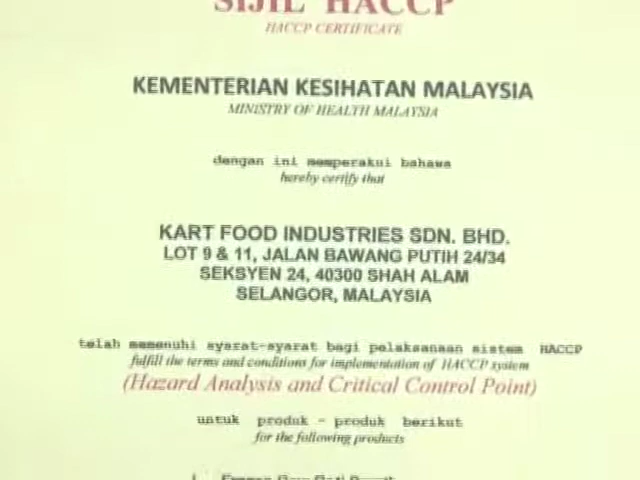 SIJIL HACCP
HACCP CERTIFICATE
KEMENTERIAN KESIHATAN MALAYSIA
MINISTRY OF HEALTH MALAYSIA
dengan ini memperakui bahawa
hereby certify that
KART FOOD INDUSTRIES SDN. BHD.
LOT 9 & 11, JALAN BAWANG PUTIH 24/34
SEKSYEN 24, 40300 SHAH ALAM
SELANGOR, MALAYSIA
telah memenuhi syarat-syarat bagi pelaksanaan sistem HACCP
fulfill the terms and conditions for implementation of HACCP system
(Hazard Analysis and Critical Control Point)
untuk produk - produk berikut
for the following products